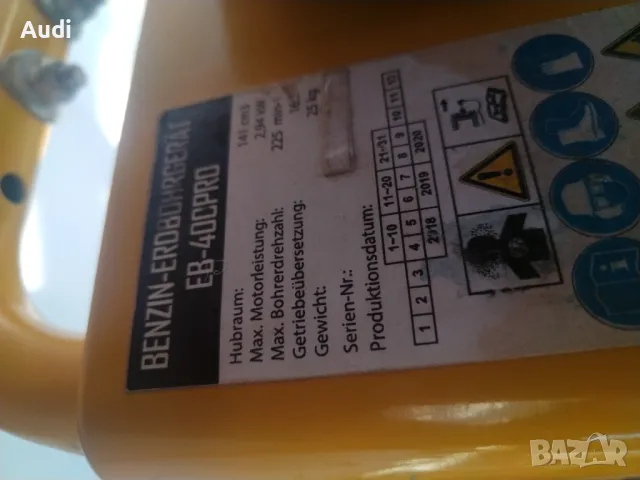 Audi
BENZIN-ERDBOHRGERÄT
EB-40CPRO
Hubraum: 141 cm3
Max. Motorleistung: 2,94 kW
Max. Bohrerdrehzahl: 225 min-1
Getriebeübersetzung:
Gewicht: 25 kg
Serien-Nr.:
Produktionsdatum:
1-10 11-20 21-31
1 2 3 4 5 6 7 8 9 10 11 12
2018 2019 2020
BAZAR